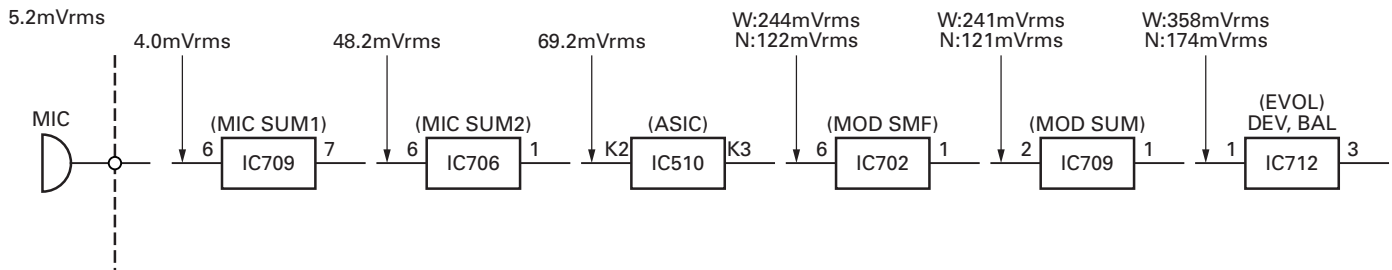 5.2mVrms
4.0mVrms
48.2mVrms
69.2mVrms
W:244mVrms
N:122mVrms
W:241mVrms
N:121mVrms
W:358mVrms
N:174mVrms
MIC
(MIC SUM1)
6 IC709 7
(MIC SUM2)
6 IC706 1
(ASIC)
K2 IC510 K3
(MOD SMF)
6 IC702 1
(MOD SUM)
2 IC709 1
(EVOL)
DEV, BAL
1 IC712 3